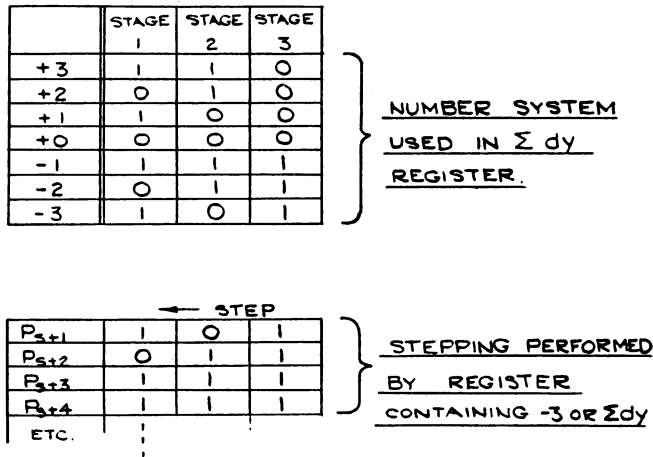 STAGE 1 STAGE 2 STAGE 3
+3 1 1 0
+2 0 1 0
+1 1 0 0
+0 0 0 0
-1 1 1 1
-2 0 1 1
-3 1 0 1
NUMBER SYSTEM
USED IN Σ dy
REGISTER.
← STEP
Ps+1 1 0 1
Ps+2 0 1 1
Ps+3 1 1 1
Ps+4 1 1 1
ETC.
STEPPING PERFORMED
BY REGISTER
CONTAINING -3 OR Σdy